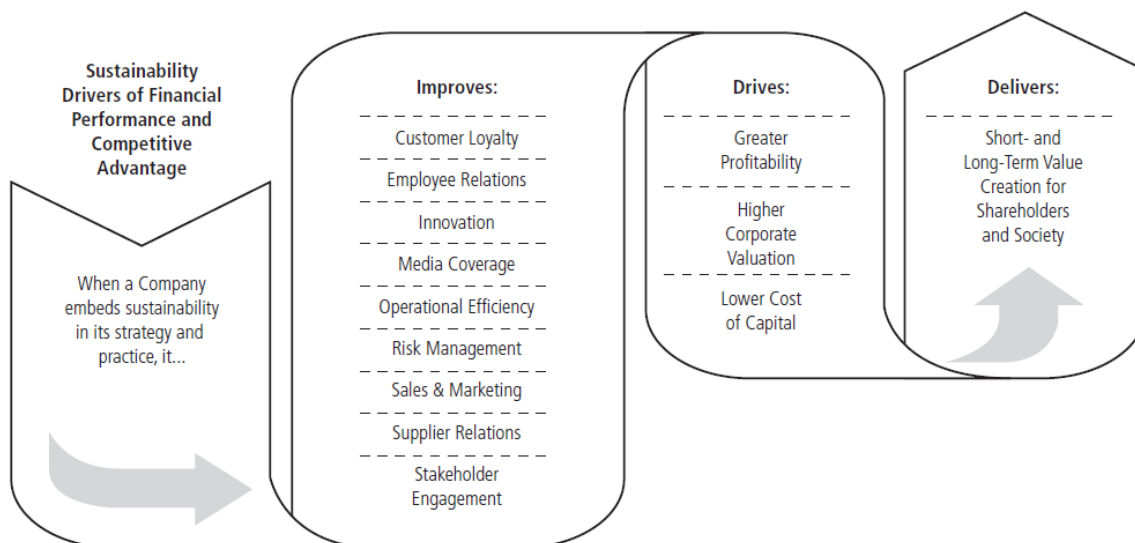 Sustainability
Drivers of Financial
Performance and
Competitive
Advantage
When a Company
embeds sustainability
in its strategy and
practice, it...
Improves:
Customer Loyalty
Employee Relations
Innovation
Media Coverage
Operational Efficiency
Risk Management
Sales & Marketing
Supplier Relations
Stakeholder
Engagement
Drives:
Greater
Profitability
Higher
Corporate
Valuation
Lower Cost
of Capital
Delivers:
Short- and
Long-Term Value
Creation for
Shareholders
and Society